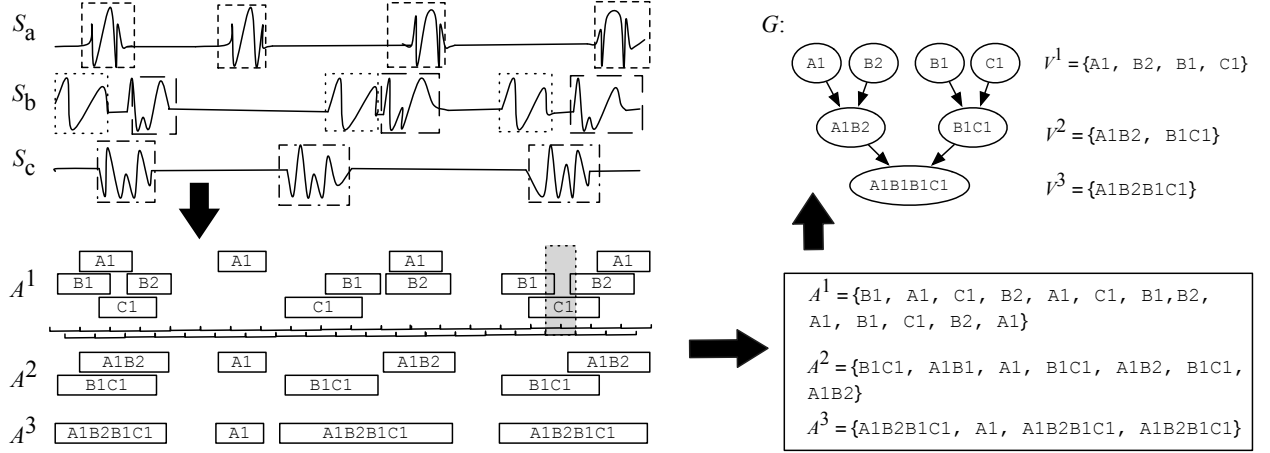 Sa
Sb
Sc
A1 A1 A1 A1
B1 B2 B1 B2 B1 B2
A1
C1 C1 C1
A1B2 A1 A1B2 A1B2
A2
B1C1 B1C1 B1C1
A3 A1B2B1C1 A1 A1B2B1C1 A1B2B1C1
G:
A1 B2 B1 C1 V1 = {A1, B2, B1, C1}
A1B2 B1C1 V2 = {A1B2, B1C1}
A1B1B1C1 V3 = {A1B2B1C1}
A1 = {B1, A1, C1, B2, A1, C1, B1,B2,
A1, B1, C1, B2, A1}
A2 = {B1C1, A1B1, A1, B1C1, A1B2, B1C1,
A1B2}
A3 = {A1B2B1C1, A1, A1B2B1C1, A1B2B1C1}